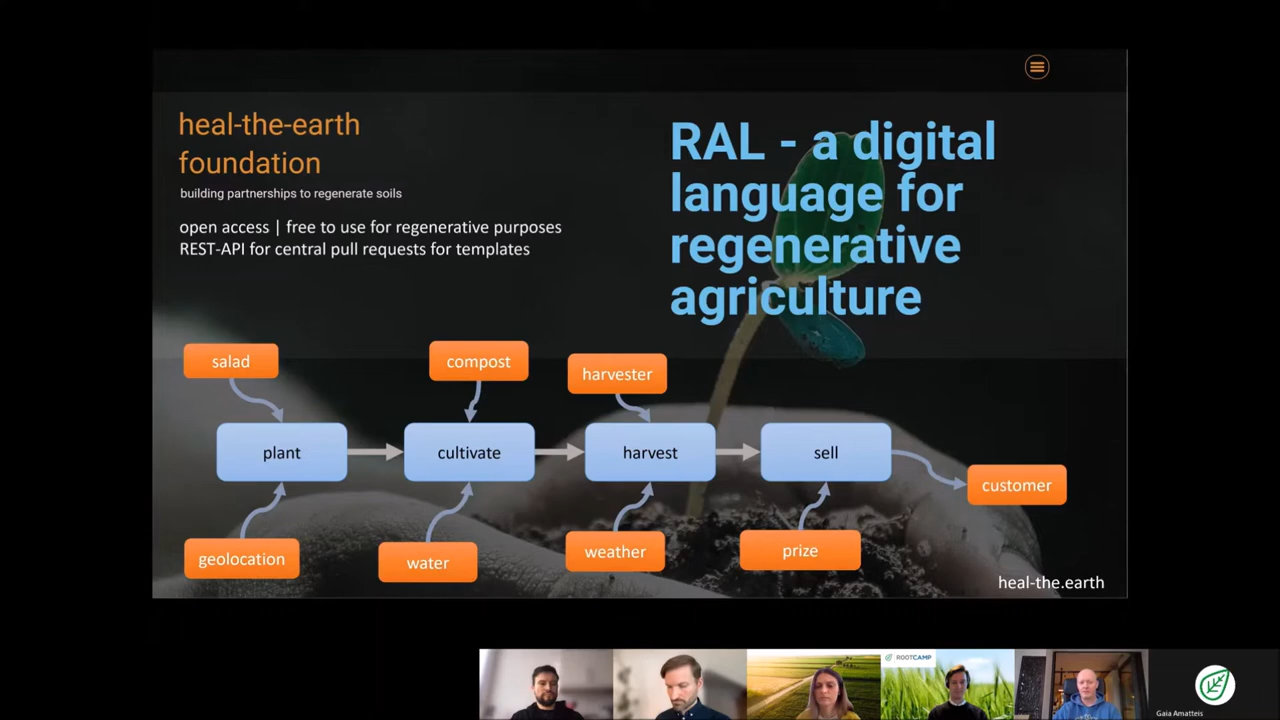 heal-the-earth
foundation
building partnerships to regenerate soils
open access | free to use for regenerative purposes
REST-API for central pull requests for templates
RAL - a digital
language for
regenerative
agriculture
salad
compost
harvester
plant
cultivate
harvest
sell
customer
geolocation
water
weather
prize
heal-the.earth
ROOTCAMP
Gaia Amatteis